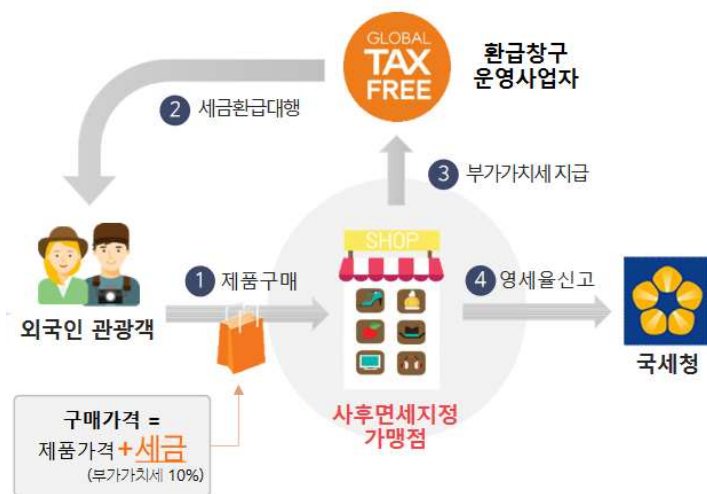 GLOBAL
TAX
FREE
환급창구
운영사업자
2 세금환급대행
3 부가가치세 지급
SHOP
1 제품구매
4 영세율신고
외국인 관광객
국세청
사후면세지정
가맹점
구매가격 =
제품가격+세금
(부가가치세 10%)